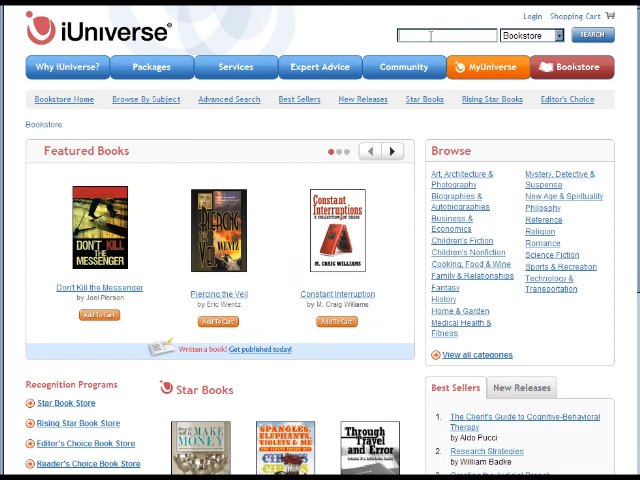 Login Shopping Cart
iUniverse®
Bookstore SEARCH
Why iUniverse? Packages Services Expert Advice Community MyUniverse Bookstore
Bookstore Home Browse By Subject Advanced Search Best Sellers New Releases Star Books Rising Star Books Editor's Choice
Bookstore
Featured Books
DON'T KILL THE MESSENGER
PIERCING THE VEIL
WENTZ
Constant Interruptions
A COLLECTION OF CHAOS
M. CRAIG WILLIAMS
Don't Kill the Messenger
by Joel Pierson
Add To Cart
Piercing the Veil
by Eric Wentz
Add To Cart
Constant Interruption
by M. Craig Williams
Add To Cart
Written a book? Get published today!
Browse
Art, Architecture & Photography
Biographies & Autobiographies
Business & Economics
Children's Fiction
Children's Nonfiction
Cooking, Food & Wine
Family & Relationships
Fantasy
History
Home & Garden
Medical Health & Fitness
Mystery, Detective & Suspense
New Age & Spirituality
Philosphy
Reference
Religion
Romance
Science Fiction
Sports & Recreation
Technology & Transportation
View all categories
Recognition Programs
Star Book Store
Rising Star Book Store
Editor's Choice Book Store
Reader's Choice Book Store
Star Books
MAKE MONEY
SPANGLES, ELEPHANTS, VIOLETS & ME
CIRCUS
Through Travel and Error
Best Sellers New Releases
1. The Client's Guide to Cognitive-Behavioral Therapy
by Aldo Pucci
2. Research Strategies
by William Badke